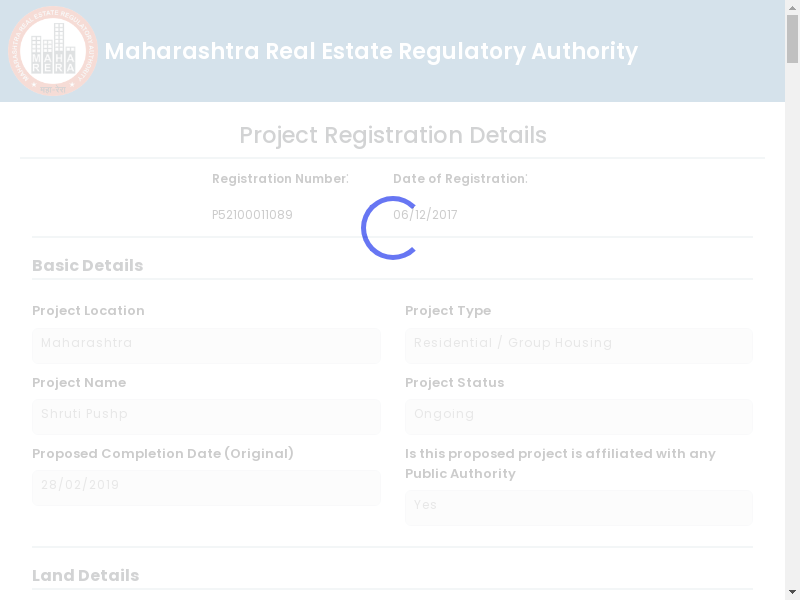 MAHARASHTRA REAL ESTATE REGULATORY AUTHORITY
MAHA
RERA
महा-रेरा
Maharashtra Real Estate Regulatory Authority
Project Registration Details
Registration Number:
Date of Registration:
P52100011089
06/12/2017
Basic Details
Project Location
Project Type
Maharashtra
Residential / Group Housing
Project Name
Project Status
Shruti Pushp
Ongoing
Proposed Completion Date (Original)
Is this proposed project is affiliated with any
Public Authority
28/02/2019
Yes
Land Details